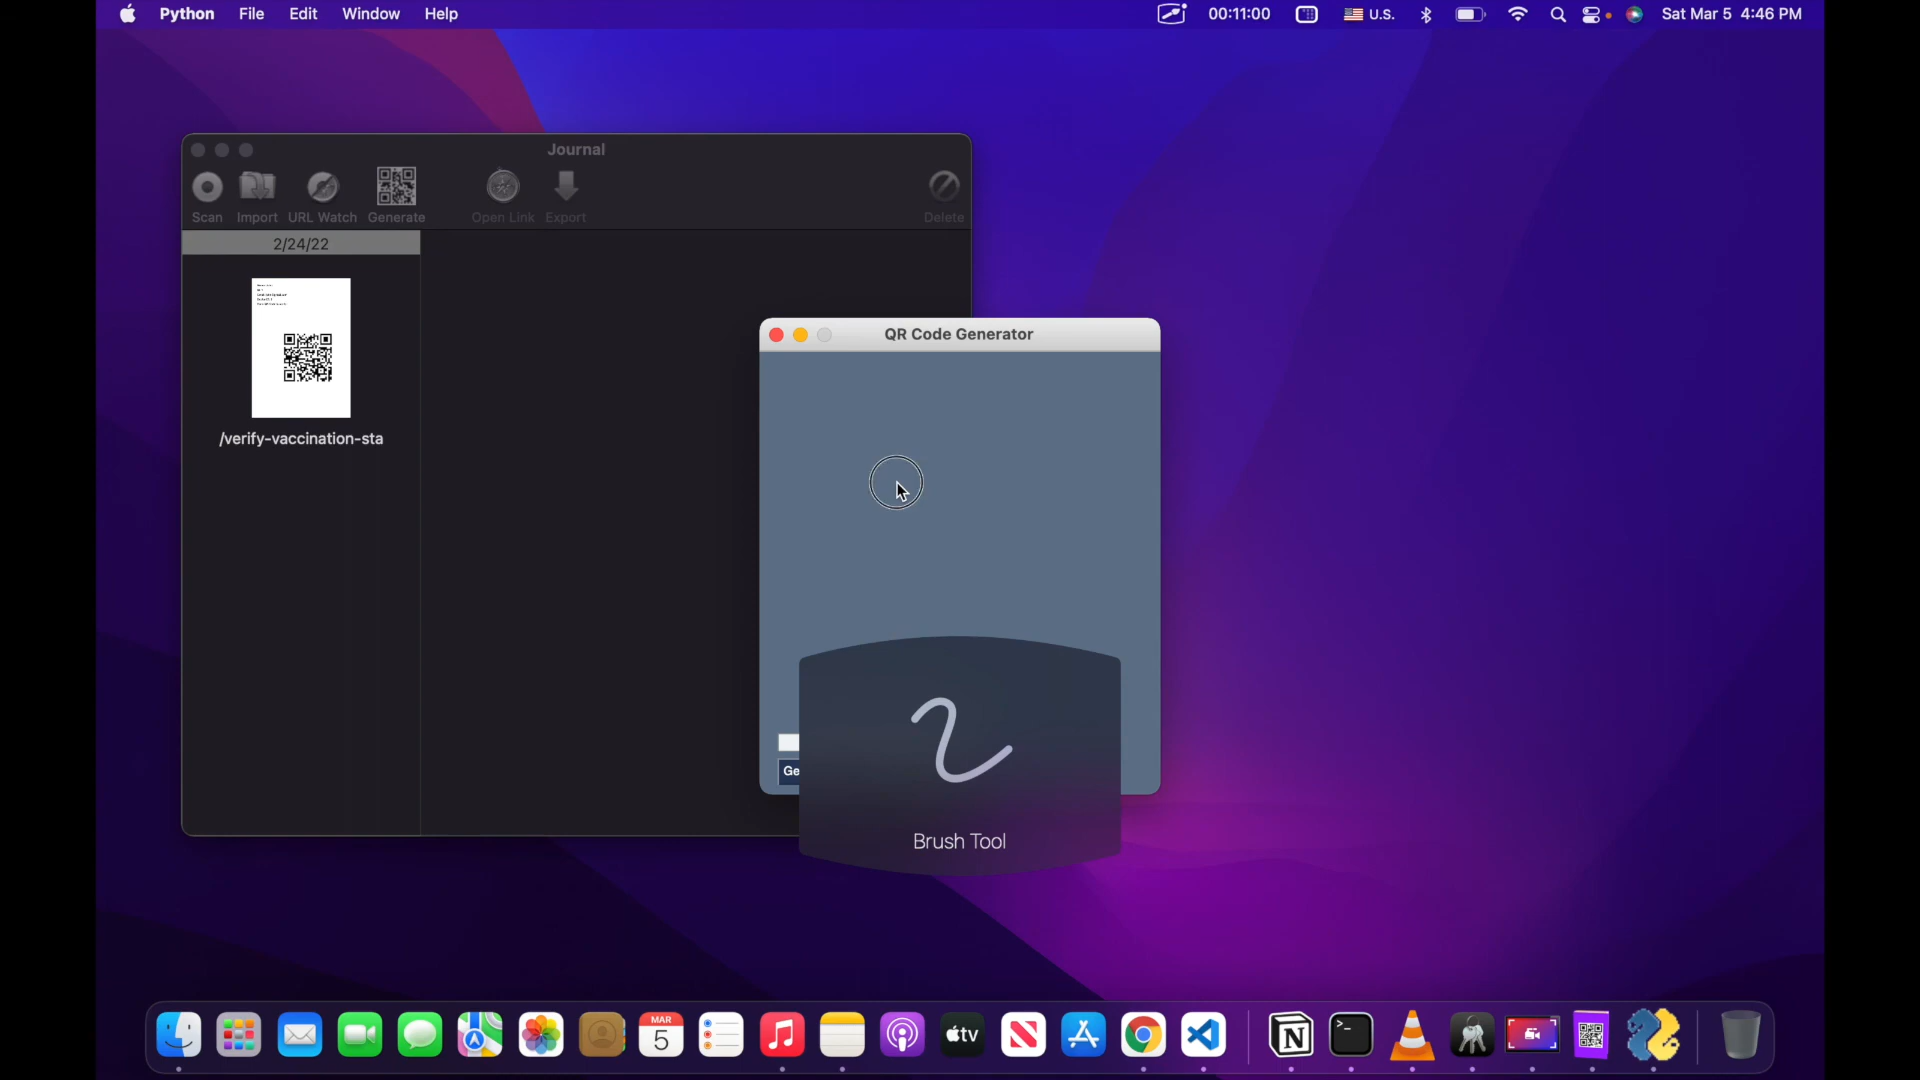 Python File Edit Window Help 00:11:00 U.S. Sat Mar 5 4:46 PM
Journal
Scan Import URL Watch Generate Open Link Export Delete
2/24/22
/verify-vaccination-sta
QR Code Generator
Ge
Brush Tool
MAR
5
tv
N
>_